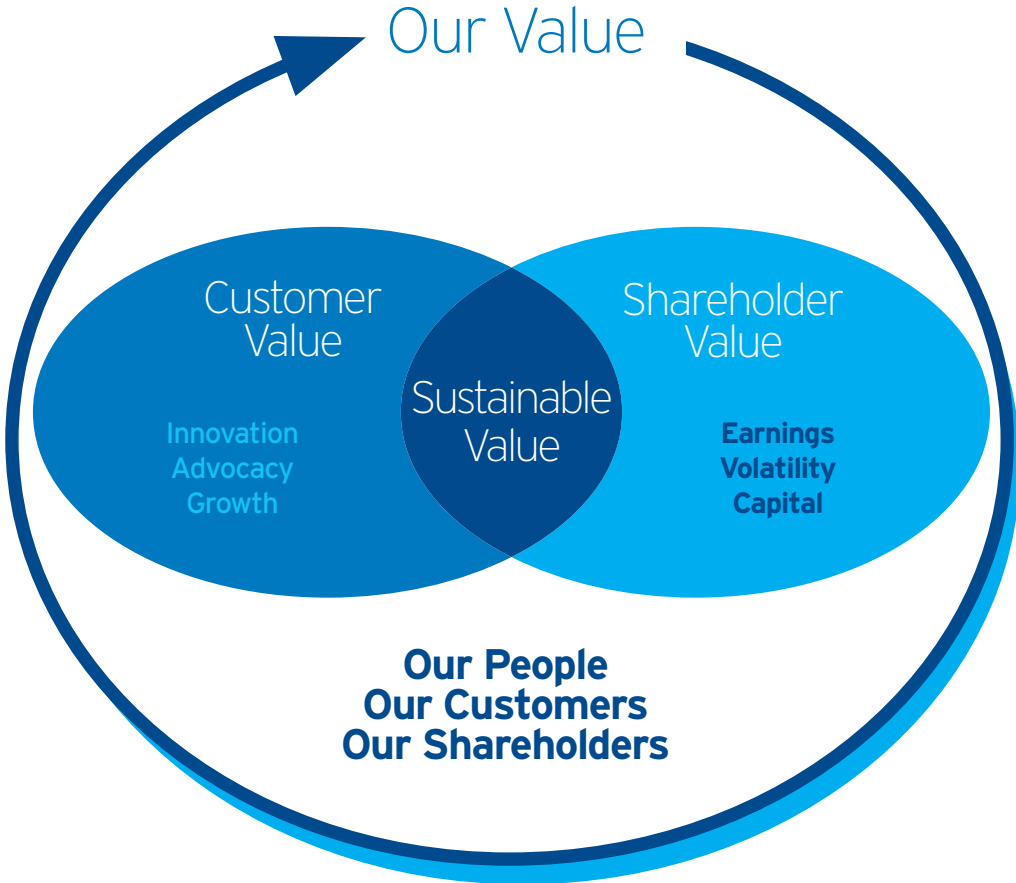 Our Value
Customer
Value
Innovation
Advocacy
Growth
Sustainable
Value
Shareholder
Value
Earnings
Volatility
Capital
Our People
Our Customers
Our Shareholders